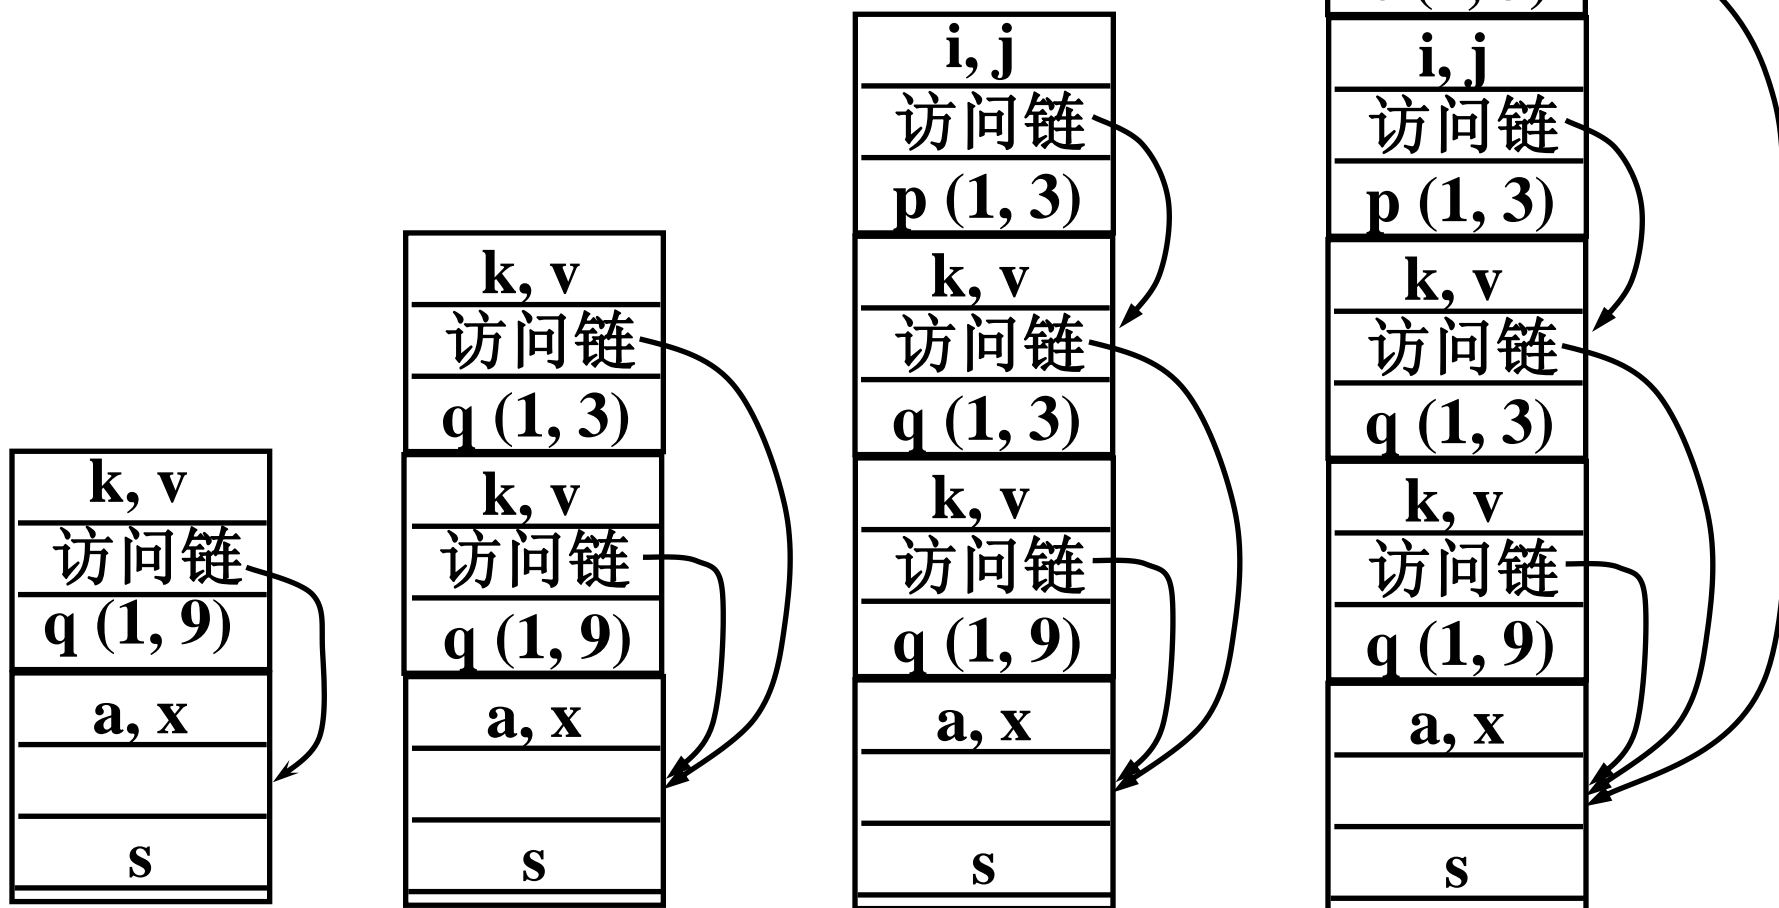 k, v
访问链
q (1, 9)
a, x
s
k, v
访问链
q (1, 3)
k, v
访问链
q (1, 9)
a, x
s
i, j
访问链
p (1, 3)
k, v
访问链
q (1, 3)
k, v
访问链
q (1, 9)
a, x
s
i, j
访问链
p (1, 3)
k, v
访问链
q (1, 3)
k, v
访问链
q (1, 9)
a, x
s